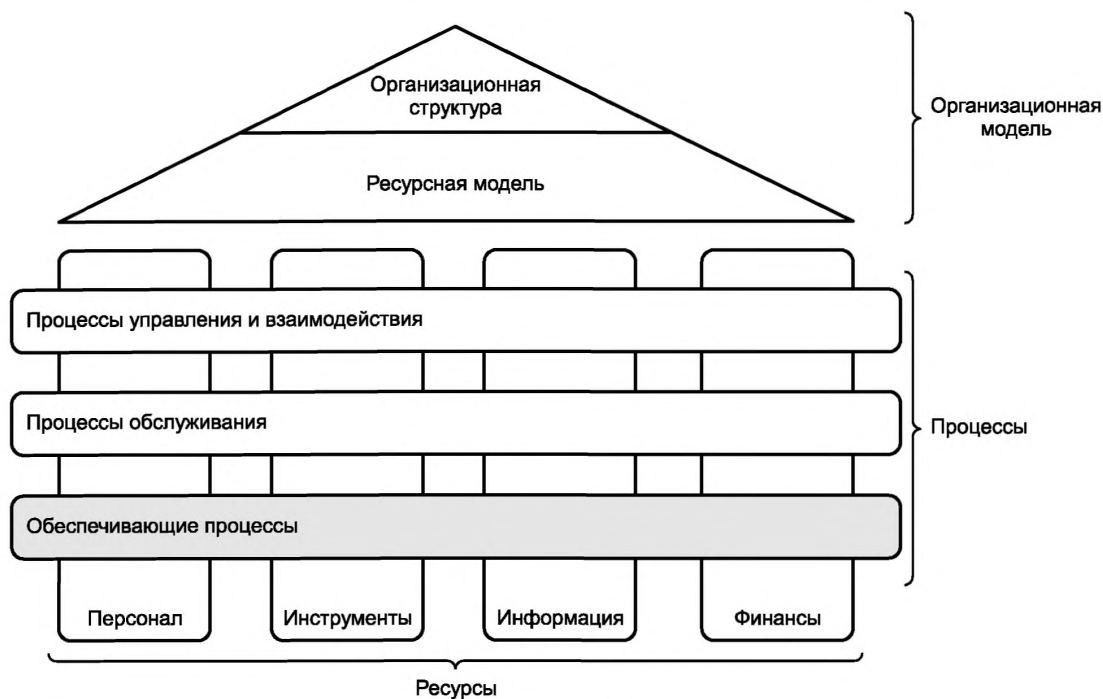 Организационная
структура
Ресурсная модель
Организационная
модель
Процессы управления и взаимодействия
Процессы обслуживания
Обеспечивающие процессы
Процессы
Персонал
Инструменты
Информация
Финансы
Ресурсы